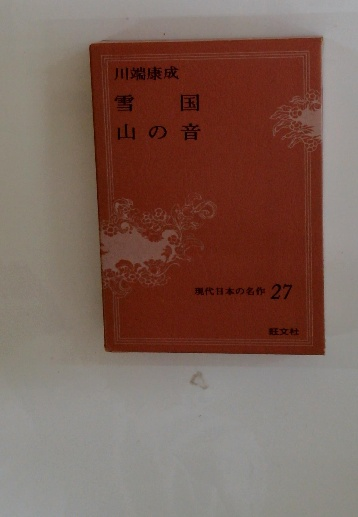 川端康成
雪国
山の音
現代日本の名作 27
旺文社